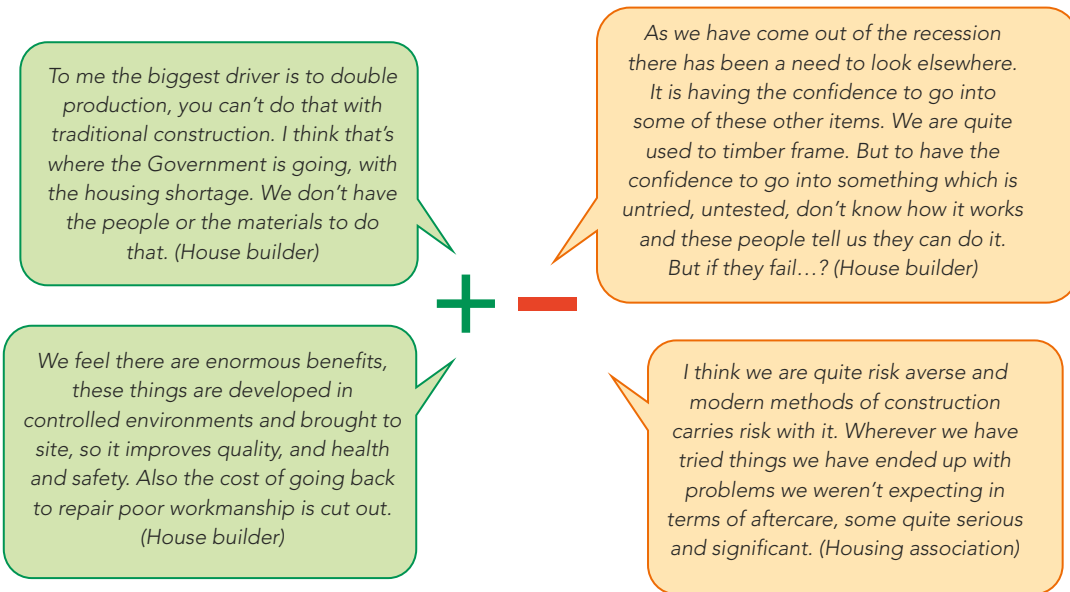 To me the biggest driver is to double
production, you can’t do that with
traditional construction. I think that’s
where the Government is going, with
the housing shortage. We don’t have
the people or the materials to do
that. (House builder)
As we have come out of the recession
there has been a need to look elsewhere.
It is having the confidence to go into
some of these other items. We are quite
used to timber frame. But to have the
confidence to go into something which is
untried, untested, don’t know how it works
and these people tell us they can do it.
But if they fail…? (House builder)
We feel there are enormous benefits,
these things are developed in
controlled environments and brought to
site, so it improves quality, and health
and safety. Also the cost of going back
to repair poor workmanship is cut out.
(House builder)
I think we are quite risk averse and
modern methods of construction
carries risk with it. Wherever we have
tried things we have ended up with
problems we weren’t expecting in
terms of aftercare, some quite serious
and significant. (Housing association)